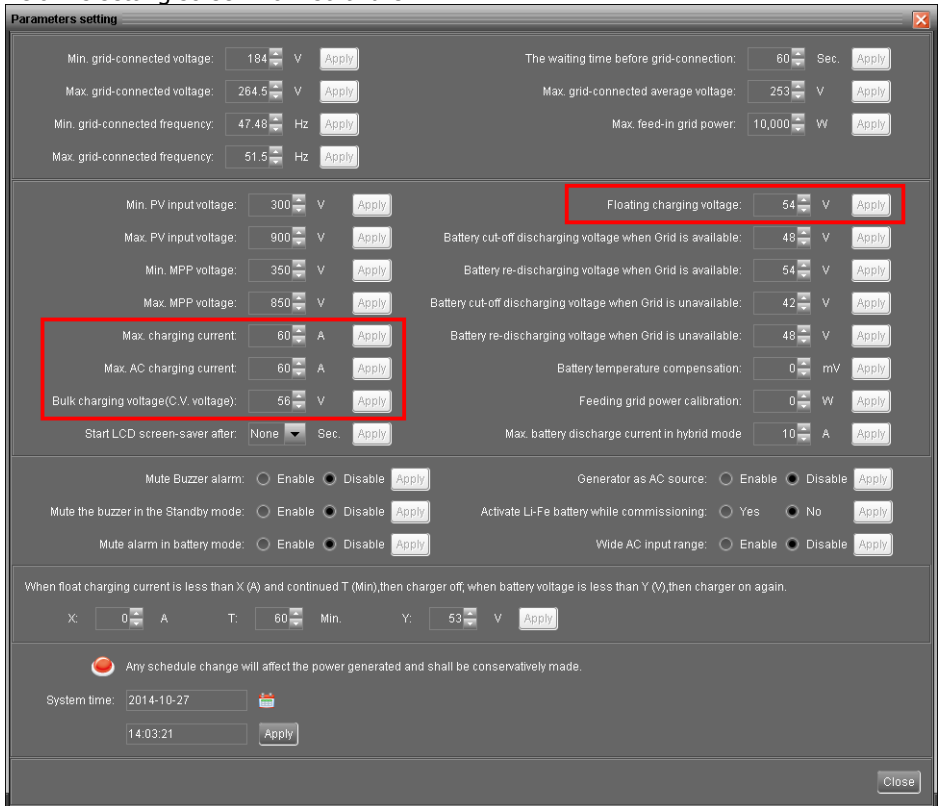 Parameters setting
Min. grid-connected voltage: 184 V Apply The waiting time before grid-connection: 60 Sec. Apply
Max. grid-connected voltage: 264.5 V Apply Max. grid-connected average voltage: 253 V Apply
Min. grid-connected frequency: 47.48 Hz Apply Max. feed-in grid power: 10,000 W Apply
Max. grid-connected frequency: 51.5 Hz Apply
Min. PV input voltage: 300 V Apply Floating charging voltage: 54 V Apply
Max. PV input voltage: 900 V Apply Battery cut-off discharging voltage when Grid is available: 48 V Apply
Min. MPP voltage: 350 V Apply Battery re-discharging voltage when Grid is available: 54 V Apply
Max. MPP voltage: 850 V Apply Battery cut-off discharging voltage when Grid is unavailable: 42 V Apply
Max. charging current: 60 A Apply Battery re-discharging voltage when Grid is unavailable: 48 V Apply
Max. AC charging current: 60 A Apply Battery temperature compensation: 0 mV Apply
Bulk charging voltage(C.V. voltage): 56 V Apply Feeding grid power calibration: 0 W Apply
Start LCD screen-saver after: None Sec. Apply Max. battery discharge current in hybrid mode 10 A Apply
Mute Buzzer alarm: Enable Disable Apply Generator as AC source: Enable Disable Apply
Mute the buzzer in the Standby mode: Enable Disable Apply Activate Li-Fe battery while commissioning: Yes No Apply
Mute alarm in battery mode: Enable Disable Apply Wide AC input range: Enable Disable Apply
When float charging current is less than X (A) and continued T (Min),then charger off; when battery voltage is less than Y (V),then charger on again.
X: 0 A T: 60 Min. Y: 53 V Apply
Any schedule change will affect the power generated and shall be conservatively made.
System time: 2014-10-27
14:03:21 Apply
Close